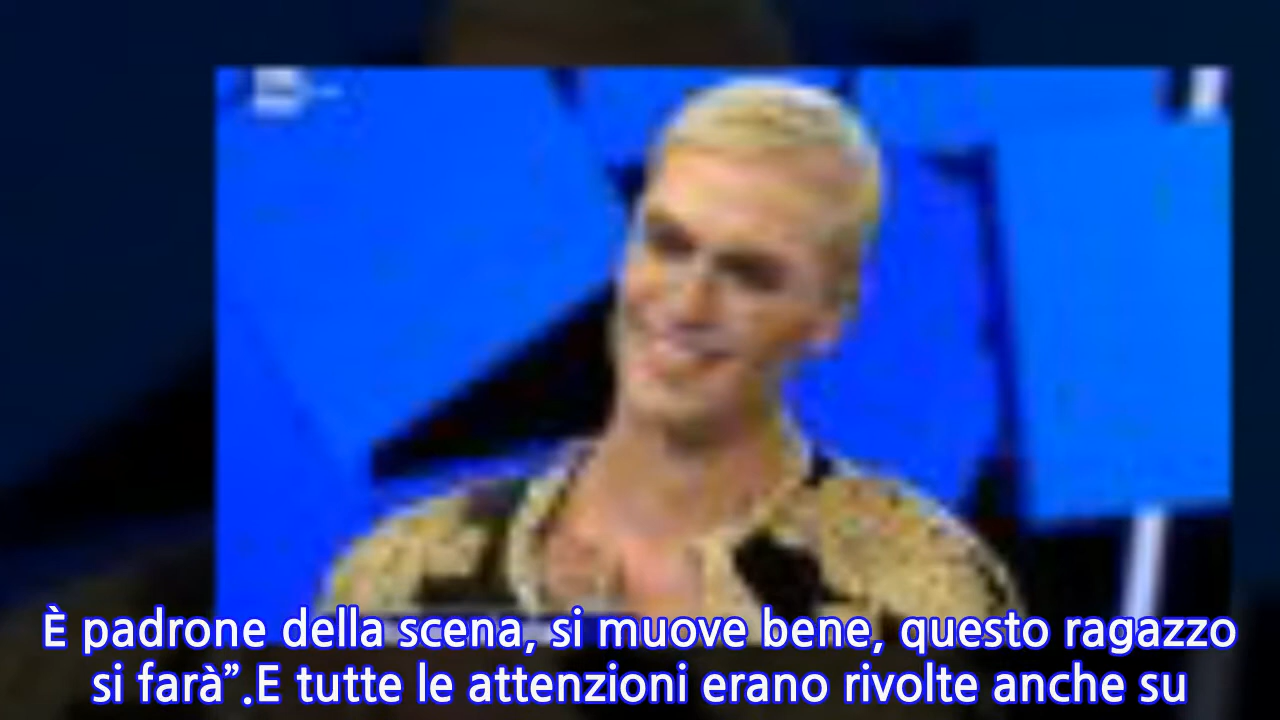 È padrone della scena, si muove bene, questo ragazzo
si farà”.E tutte le attenzioni erano rivolte anche su